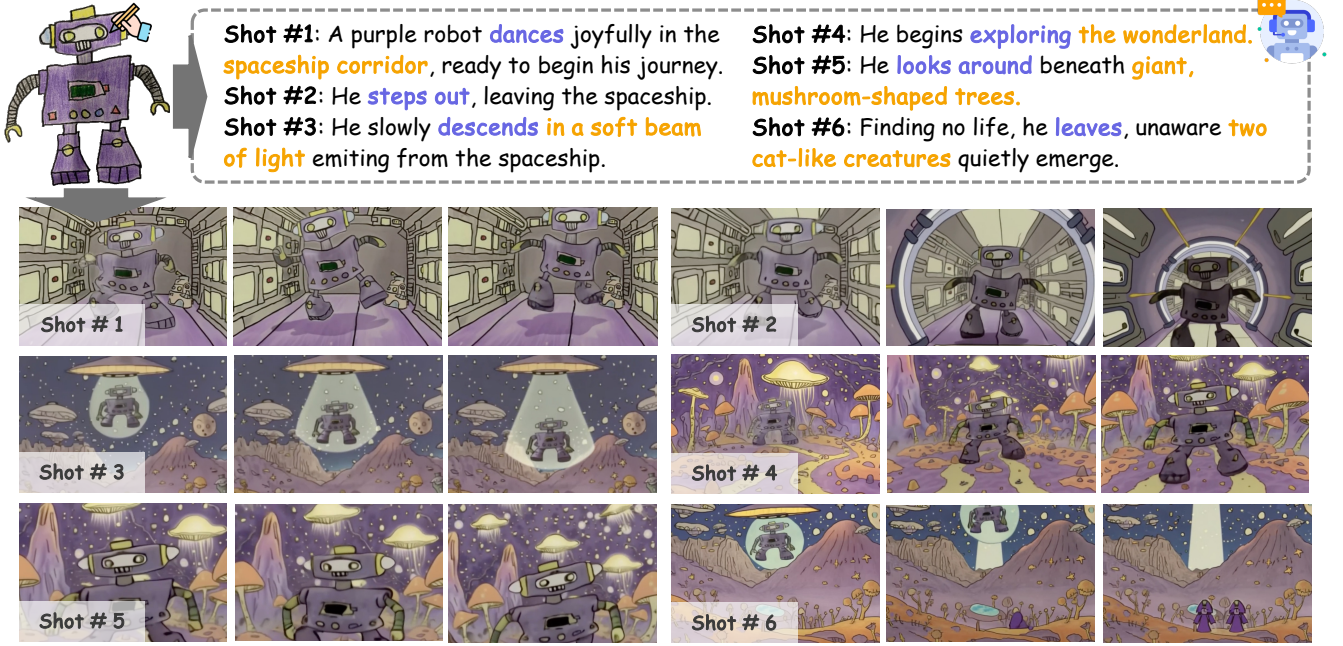 Shot #1: A purple robot dances joyfully in the
spaceship corridor, ready to begin his journey.
Shot #2: He steps out, leaving the spaceship.
Shot #3: He slowly descends in a soft beam
of light emiting from the spaceship.
Shot #4: He begins exploring the wonderland.
Shot #5: He looks around beneath giant,
mushroom-shaped trees.
Shot #6: Finding no life, he leaves, unaware two
cat-like creatures quietly emerge.
Shot # 1
Shot # 2
Shot # 3
Shot # 4
Shot # 5
Shot # 6